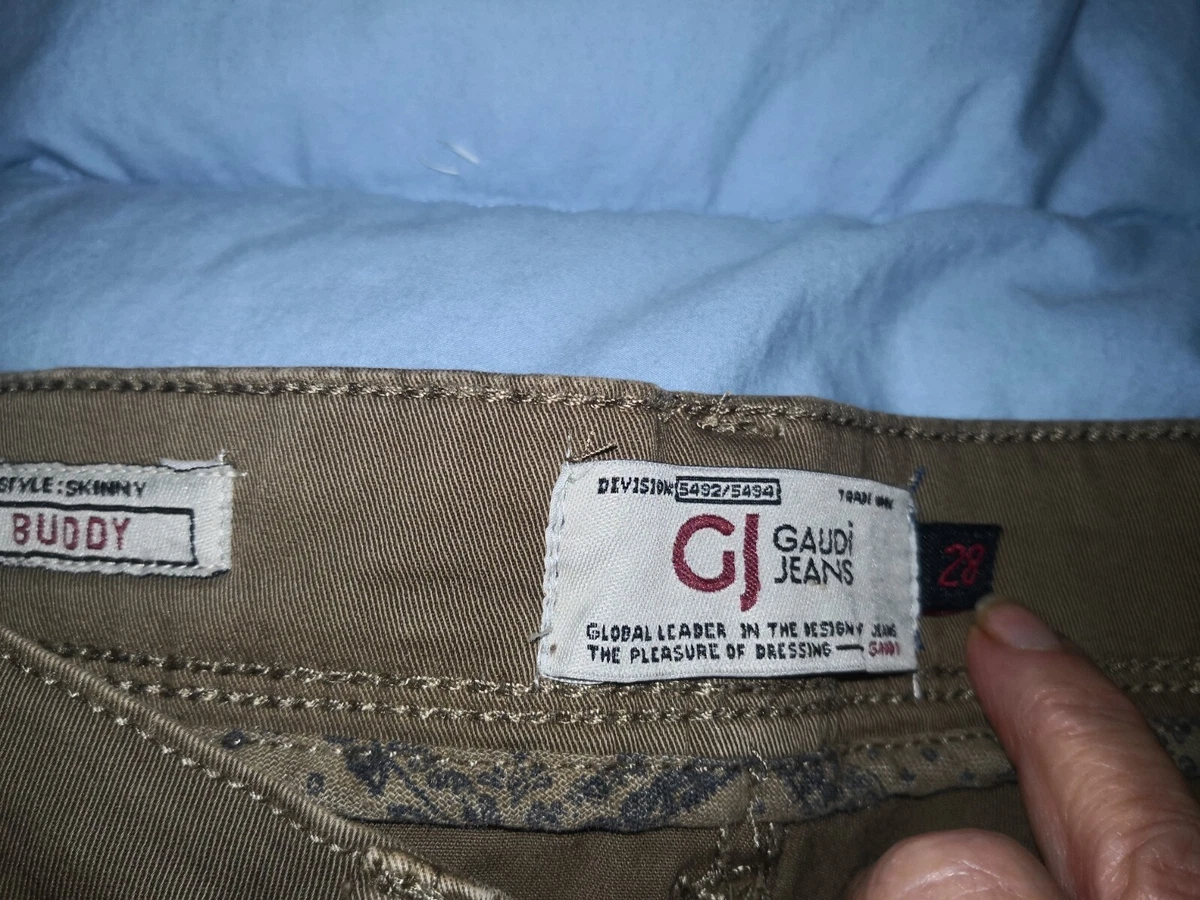 STYLE:SKINNY
BUDDY
DIVISION:5492/5494
GJ GAUDi
JEANS
28
GLOBAL LEADER IN THE DESIGN JEANS
THE PLEASURE OF DRESSING — GAUDI